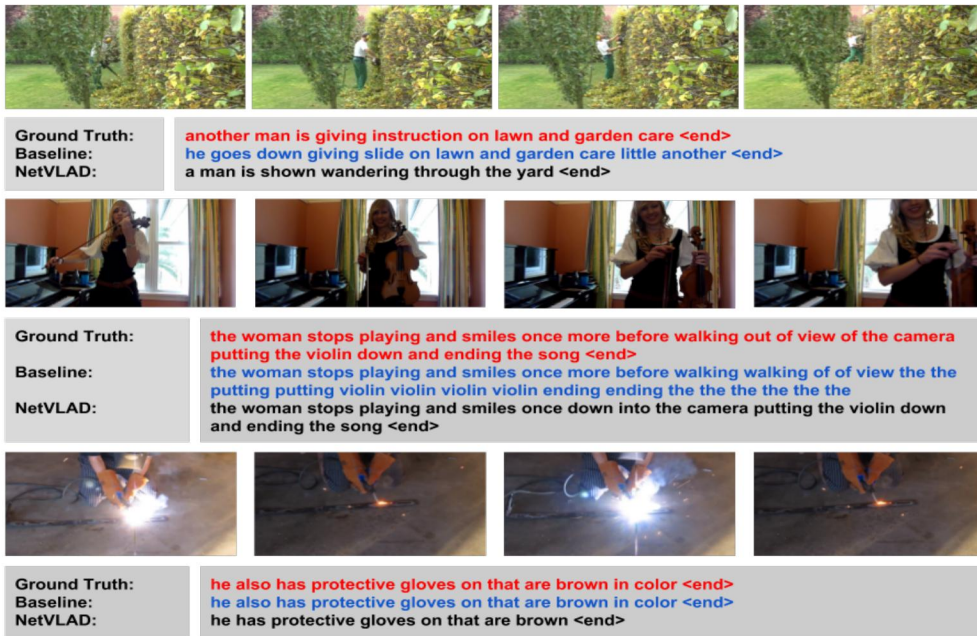 Ground Truth: another man is giving instruction on lawn and garden care <end>
Baseline: he goes down giving slide on lawn and garden care little another <end>
NetVLAD: a man is shown wandering through the yard <end>
Ground Truth: the woman stops playing and smiles once more before walking out of view of the camera
putting the violin down and ending the song <end>
Baseline: the woman stops playing and smiles once more before walking walking of of view the the
putting putting violin violin violin violin ending ending the the the the the the
NetVLAD: the woman stops playing and smiles once down into the camera putting the violin down
and ending the song <end>
Ground Truth: he also has protective gloves on that are brown in color <end>
Baseline: he also has protective gloves on that are brown in color <end>
NetVLAD: he has protective gloves on that are brown <end>